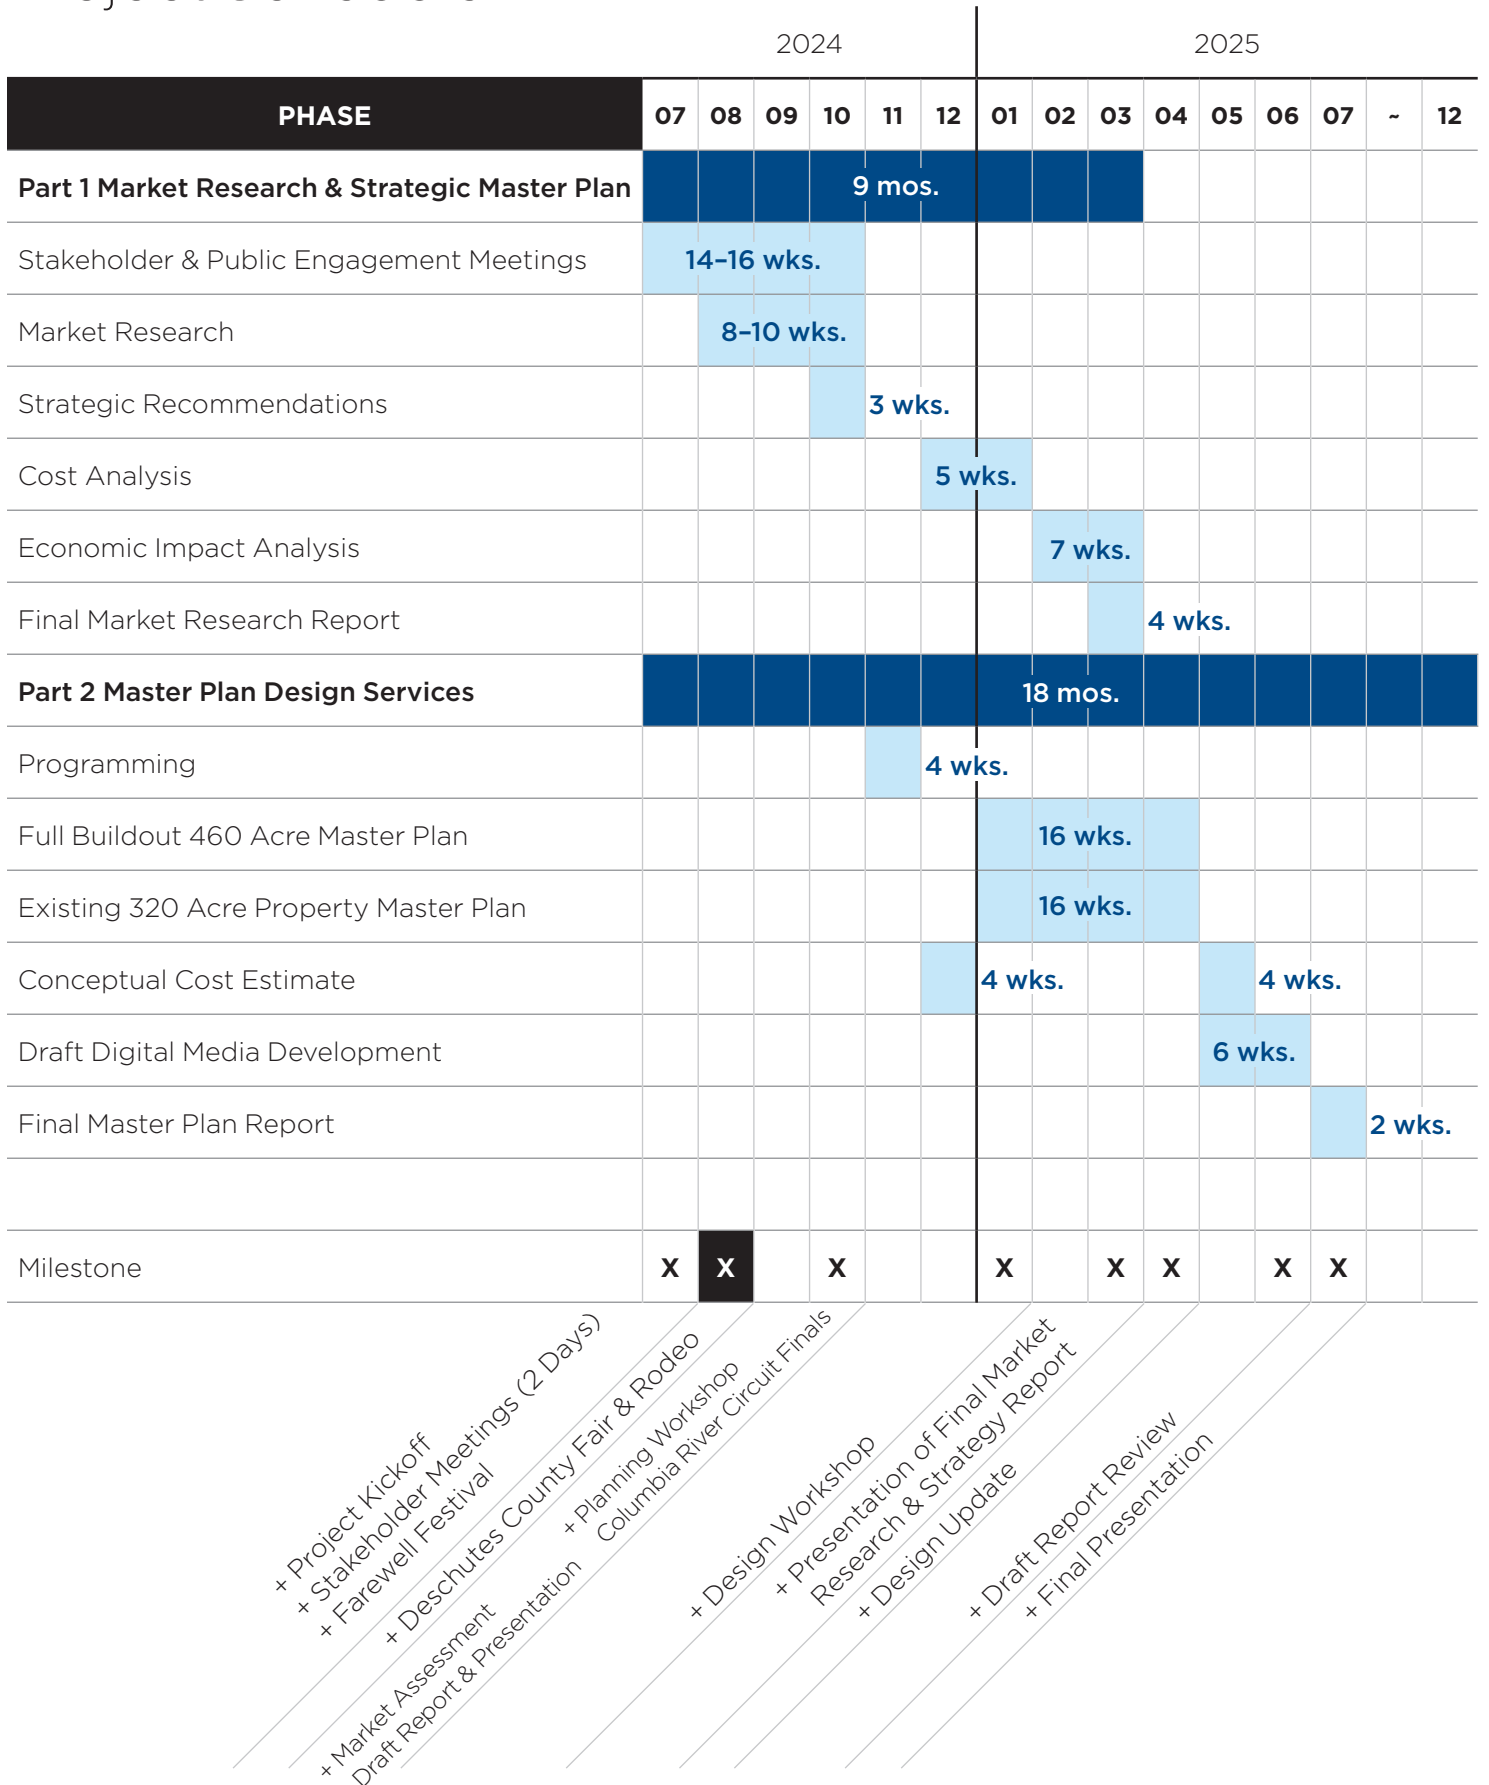 2024 2025
PHASE 07 08 09 10 11 12 01 02 03 04 05 06 07 ~ 12
Part 1 Market Research & Strategic Master Plan 9 mos.
Stakeholder & Public Engagement Meetings 14–16 wks.
Market Research 8–10 wks.
Strategic Recommendations 3 wks.
Cost Analysis 5 wks.
Economic Impact Analysis 7 wks.
Final Market Research Report 4 wks.
Part 2 Master Plan Design Services 18 mos.
Programming 4 wks.
Full Buildout 460 Acre Master Plan 16 wks.
Existing 320 Acre Property Master Plan 16 wks.
Conceptual Cost Estimate 4 wks. 4 wks.
Draft Digital Media Development 6 wks.
Final Master Plan Report 2 wks.
Milestone X X X X X X X X
+ Project Kickoff
+ Stakeholder Meetings (2 Days)
+ Farewell Festival
+ Deschutes County Fair & Rodeo
+ Market Assessment
Draft Report & Presentation
+ Planning Workshop
Columbia River Circuit Finals
+ Design Workshop
+ Presentation of Final Market
Research & Strategy Report
+ Design Update
+ Draft Report Review
+ Final Presentation